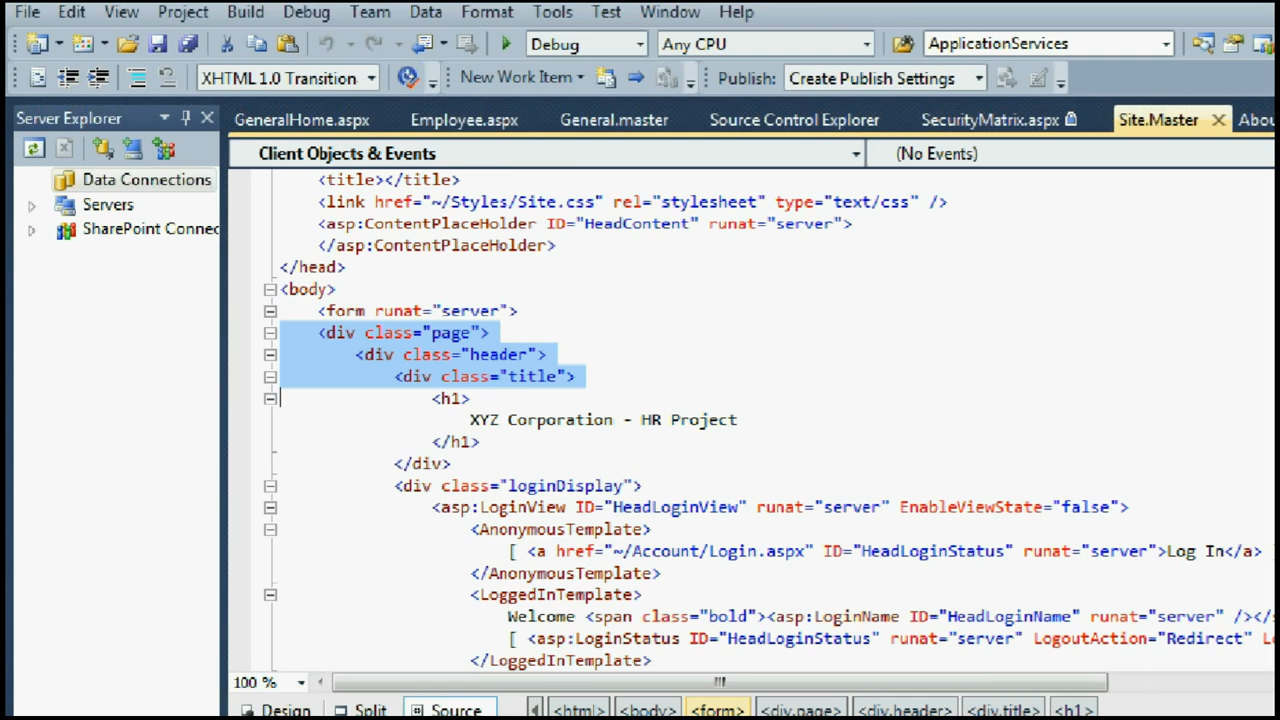 File Edit View Project Build Debug Team Data Format Tools Test Window Help
Debug Any CPU ApplicationServices
XHTML 1.0 Transition New Work Item Publish: Create Publish Settings
Server Explorer GeneralHome.aspx Employee.aspx General.master Source Control Explorer SecurityMatrix.aspx Site.Master Abou
Client Objects & Events (No Events)
Data Connections
Servers
SharePoint Connec
<title></title>
<link href="~/Styles/Site.css" rel="stylesheet" type="text/css" />
<asp:ContentPlaceHolder ID="HeadContent" runat="server">
</asp:ContentPlaceHolder>
</head>
<body>
<form runat="server">
<div class="page">
<div class="header">
<div class="title">
<h1>
XYZ Corporation - HR Project
</h1>
</div>
<div class="loginDisplay">
<asp:LoginView ID="HeadLoginView" runat="server" EnableViewState="false">
<AnonymousTemplate>
[ <a href="~/Account/Login.aspx" ID="HeadLoginStatus" runat="server">Log In</a>
</AnonymousTemplate>
<LoggedInTemplate>
Welcome <span class="bold"><asp:LoginName ID="HeadLoginName" runat="server" /></s
[ <asp:LoginStatus ID="HeadLoginStatus" runat="server" LogoutAction="Redirect" Lo
</LoggedInTemplate>
100 %
Design Split Source <html> <body> <form> <div.page> <div.header> <div.title> <h1>